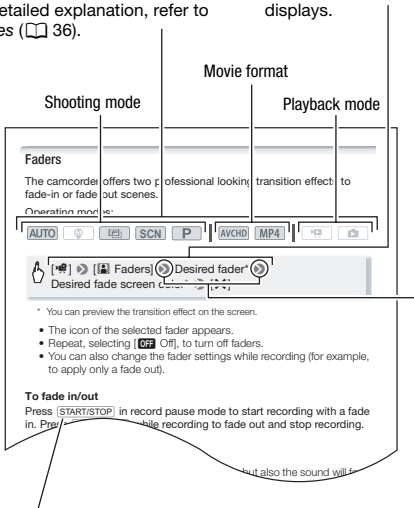 etailed explanation, refer to
es (36).
displays.
Movie format
Shooting mode
Playback mode
Faders
The camcorder offers two professional looking transition effects to
fade-in or fade out scenes.
Operating modes:
AUTO SCN P AVCHD MP4
[ ] [ Faders] Desired fader*
Desired fade screen color* [ ]
* You can preview the transition effect on the screen.
• The icon of the selected fader appears.
• Repeat, selecting [OFF Off], to turn off faders.
• You can also change the fader settings while recording (for example,
to apply only a fade out).
To fade in/out
Press START/STOP in record pause mode to start recording with a fade
in. Press while recording to fade out and stop recording.
but also the sound will